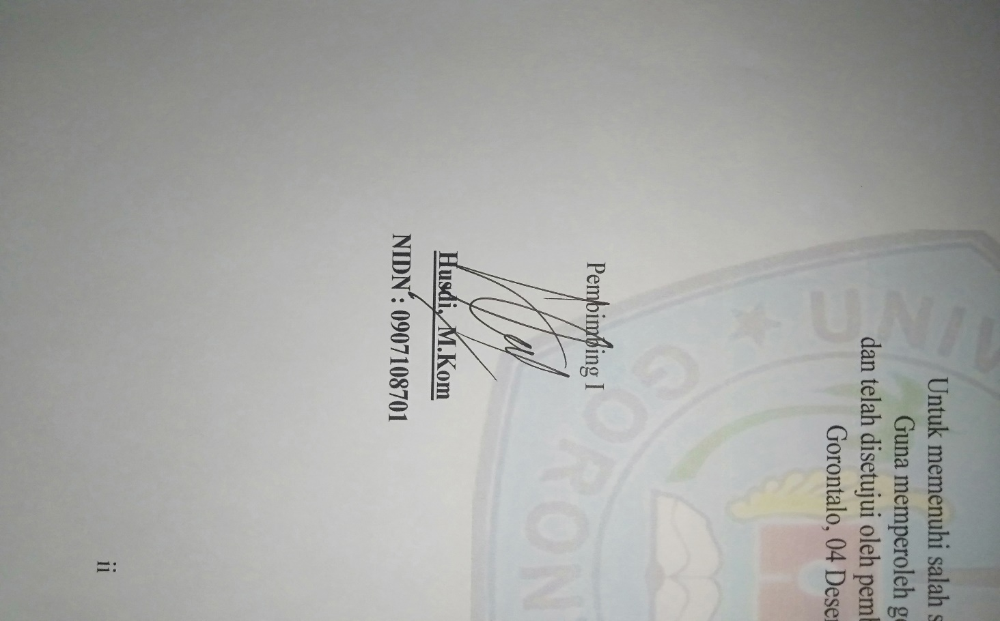 Untuk memenuhi salah
Guna memperoleh
dan telah disetujui oleh
Gorontalo, 04
Pembimbing I
Husdi, M.Kom
NIDN : 0907108701
ii